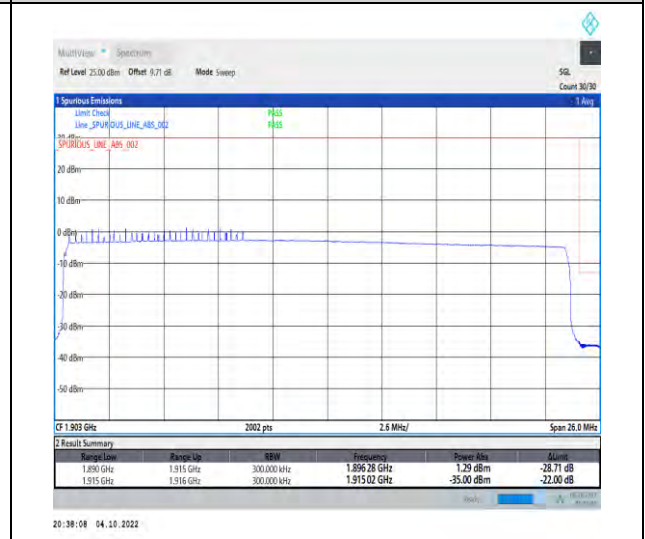 MultiView Spectrum
Ref Level 25.00 dBm Offset 9.71 dB Mode Sweep SGL
Count 30/30
1 Spurious Emissions 1 Avg
Limit Check PASS
Line _SPURIOUS_LINE_ABS_002 PASS
30 dBm
SPURIOUS_LINE_ABS_002
20 dBm
10 dBm
0 dBm
-10 dBm
-20 dBm
-30 dBm
-40 dBm
-50 dBm
CF 1.903 GHz 2002 pts 2.6 MHz/ Span 26.0 MHz
2 Result Summary
Range Low Range Up RBW Frequency Power Abs ΔLimit
1.890 GHz 1.915 GHz 300.000 kHz 1.896 28 GHz 1.29 dBm -28.71 dB
1.915 GHz 1.916 GHz 300.000 kHz 1.915 02 GHz -35.00 dBm -22.00 dB
Ready
20:38:08 04.10.2022